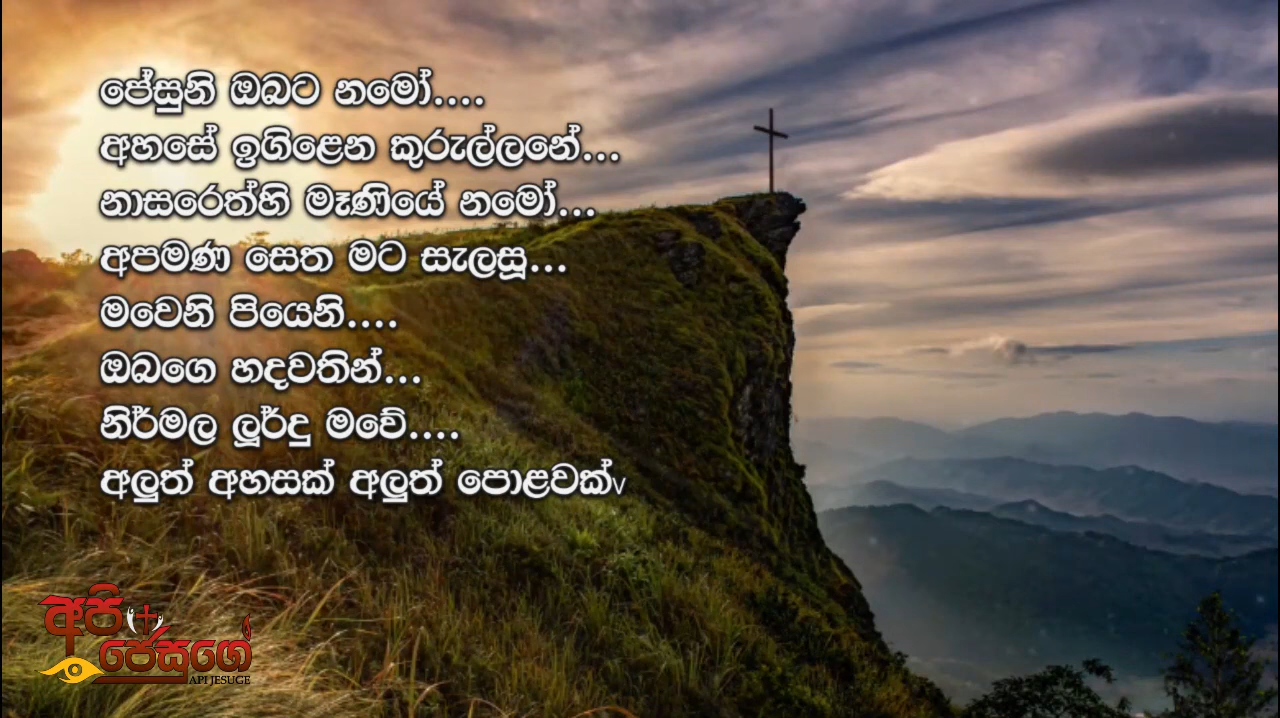 ජේසුනි ඔබට නමෝ....
අහසේ ඉගිළෙන කුරුල්ලනේ...
නාසරෙත්හි මෑණියේ නමෝ...
අපමණ සෙත මට සැලසූ...
මවෙනි පියෙනි....
ඔබගෙ හදවතින්...
නිර්මල ලූර්දු මවේ....
අලුත් අහසක් අලුත් පොළවක්v
අපි
ජේසුගේ
API JESUGE